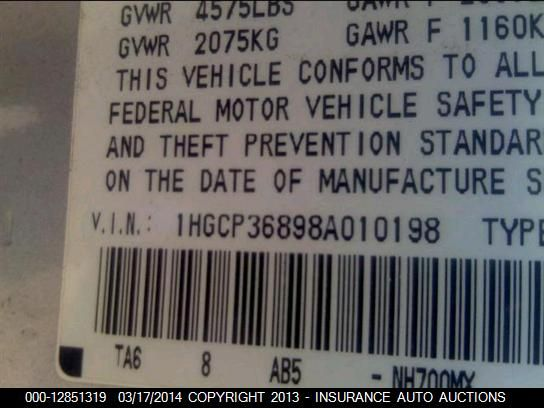 GVWR 4575LBS GAWR F
GVWR 2075KG GAWR F 1160K
THIS VEHICLE CONFORMS TO ALL
FEDERAL MOTOR VEHICLE SAFETY
AND THEFT PREVENTION STANDAR
ON THE DATE OF MANUFACTURE S
V.I.N.: 1HGCP36898A010198 TYPE
TA6 8 AB5 - NH700MX
000-12851319 03/17/2014 COPYRIGHT 2013 - INSURANCE AUTO AUCTIONS